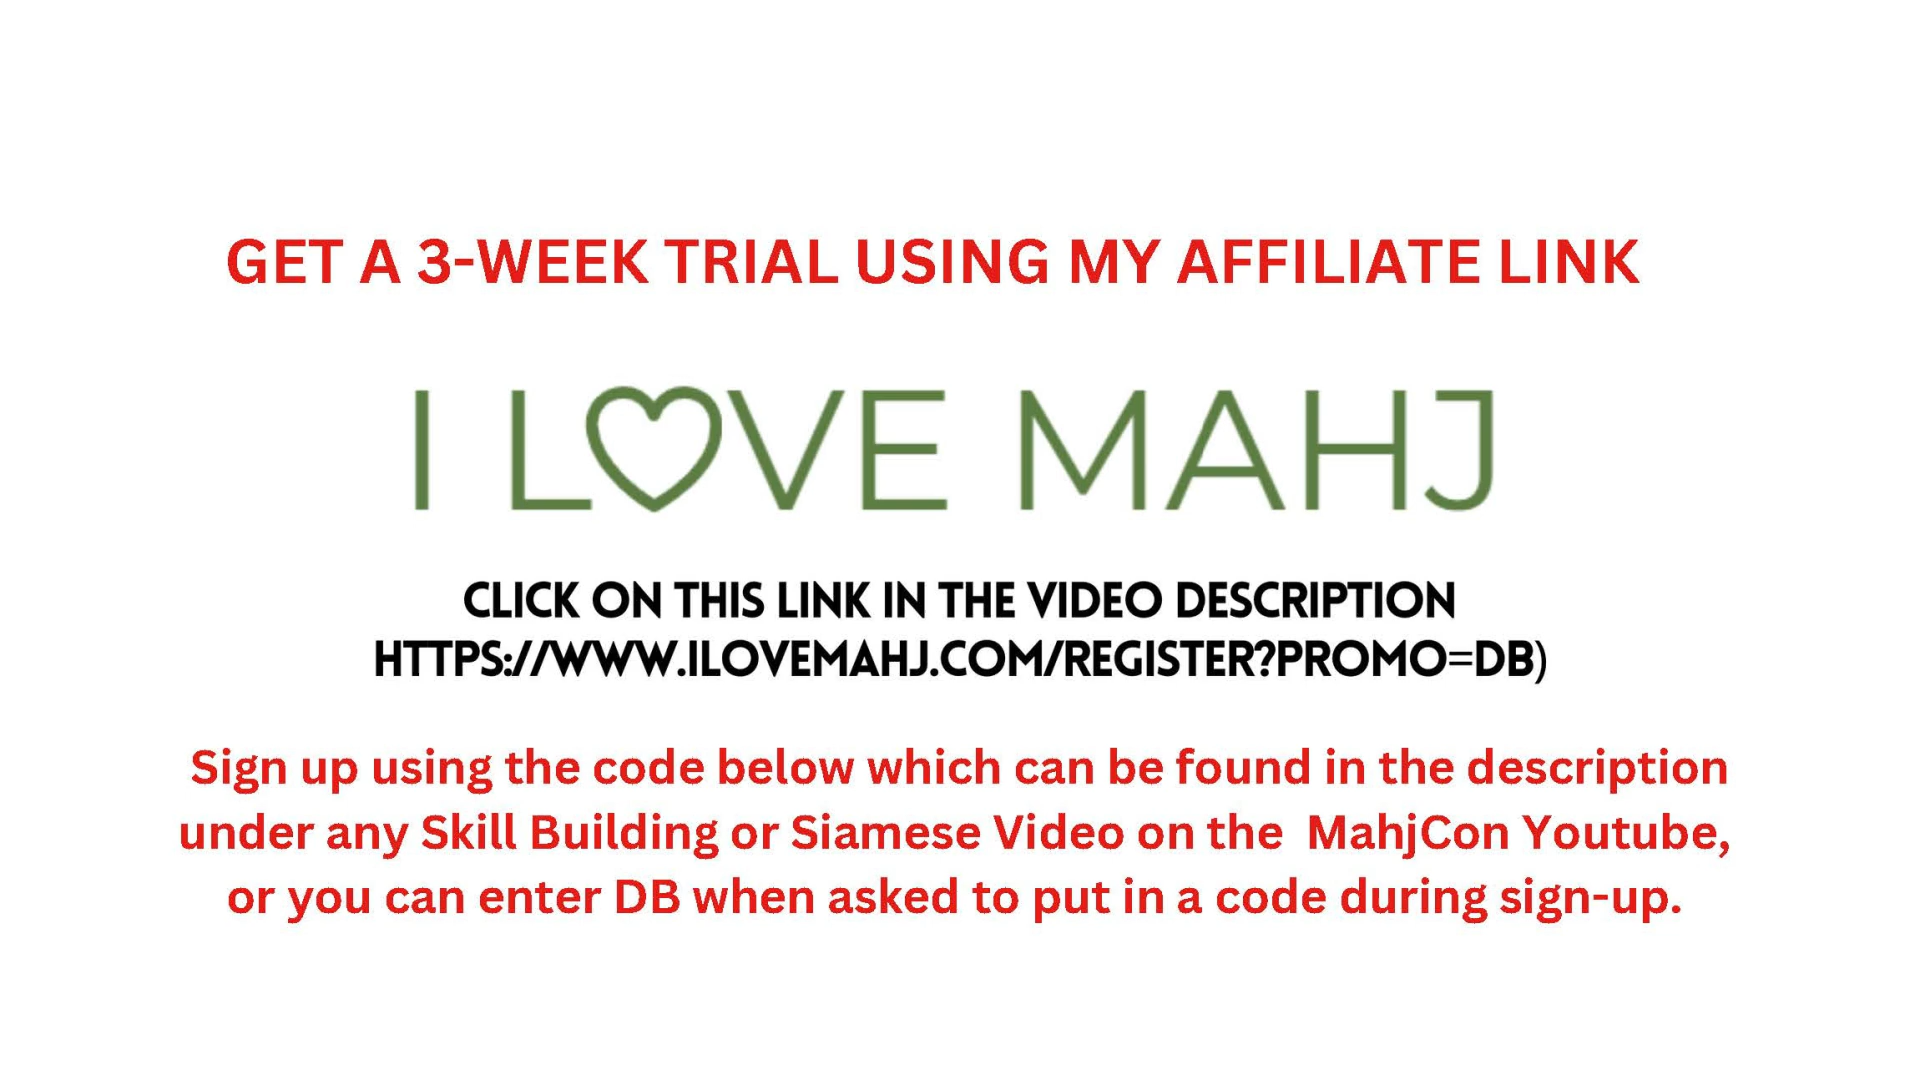 GET A 3-WEEK TRIAL USING MY AFFILIATE LINK
I LOVE MAHJ
CLICK ON THIS LINK IN THE VIDEO DESCRIPTION
HTTPS://WWW.ILOVEMAHJ.COM/REGISTER?PROMO=DB)
Sign up using the code below which can be found in the description
under any Skill Building or Siamese Video on the MahjCon Youtube,
or you can enter DB when asked to put in a code during sign-up.